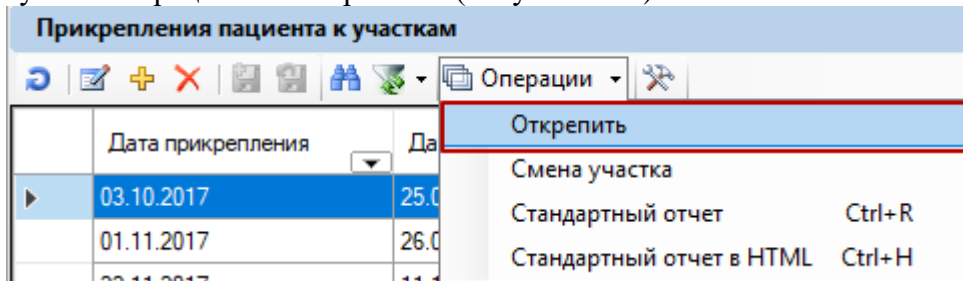 Прикрепления пациента к участкам
Операции
Дата прикрепления
Открепить
Смена участка
03.10.2017
Стандартный отчет Ctrl+R
01.11.2017
Стандартный отчет в HTML Ctrl+H